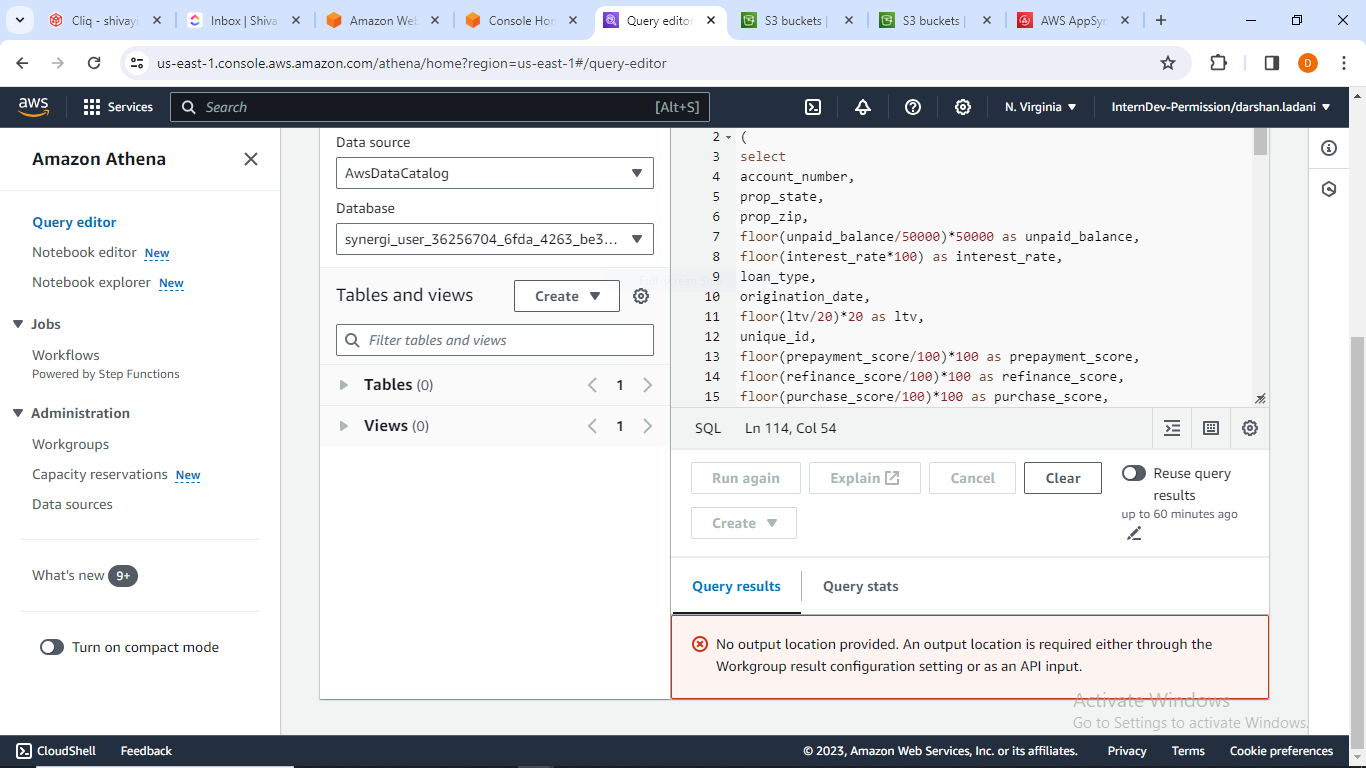 Cliq - shivayi
Inbox | Shiva
Amazon Web
Console Hom
Query editor
S3 buckets |
S3 buckets |
AWS AppSyn
us-east-1.console.aws.amazon.com/athena/home?region=us-east-1#/query-editor
D
aws
Services
Search
[Alt+S]
N. Virginia
InternDev-Permission/darshan.ladani
Amazon Athena
Query editor
Notebook editor New
Notebook explorer New
Jobs
Workflows
Powered by Step Functions
Administration
Workgroups
Capacity reservations New
Data sources
What's new 9+
Turn on compact mode
Data source
AwsDataCatalog
Database
synergi_user_36256704_6fda_4263_be3...
Tables and views
Create
Filter tables and views
Tables (0)
1
Views (0)
1
2 (
3 select
4 account_number,
5 prop_state,
6 prop_zip,
7 floor(unpaid_balance/50000)*50000 as unpaid_balance,
8 floor(interest_rate*100) as interest_rate,
9 loan_type,
10 origination_date,
11 floor(ltv/20)*20 as ltv,
12 unique_id,
13 floor(prepayment_score/100)*100 as prepayment_score,
14 floor(refinance_score/100)*100 as refinance_score,
15 floor(purchase_score/100)*100 as purchase_score,
SQL
Ln 114, Col 54
Run again
Explain
Cancel
Clear
Create
Reuse query
results
up to 60 minutes ago
Query results
Query stats
No output location provided. An output location is required either through the
Workgroup result configuration setting or as an API input.
Activate Windows
Go to Settings to activate Windows.
CloudShell
Feedback
© 2023, Amazon Web Services, Inc. or its affiliates.
Privacy
Terms
Cookie preferences